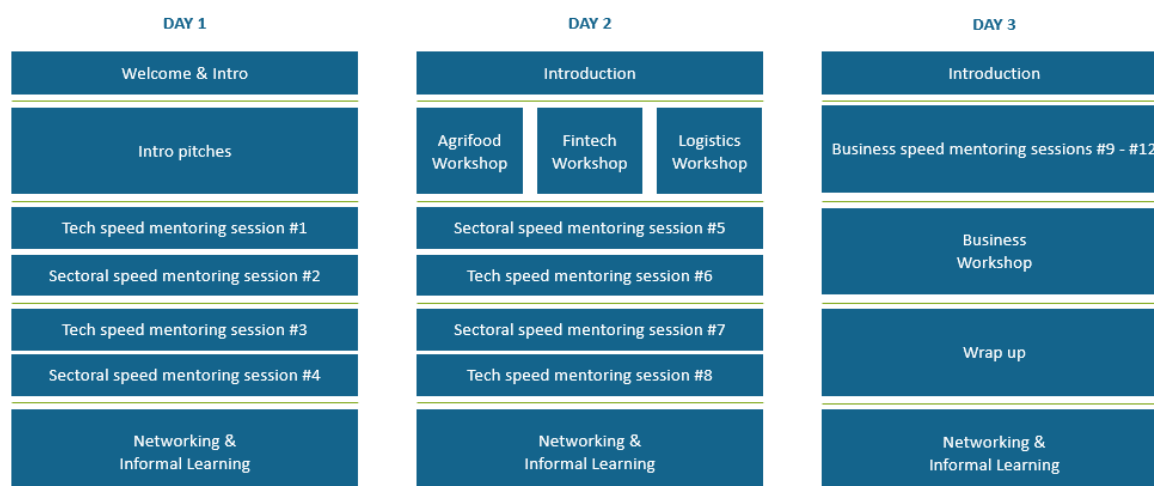 DAY 1
Welcome & Intro
Intro pitches
Tech speed mentoring session #1
Sectoral speed mentoring session #2
Tech speed mentoring session #3
Sectoral speed mentoring session #4
Networking &
Informal Learning
DAY 2
Introduction
Agrifood
Workshop
Fintech
Workshop
Logistics
Workshop
Sectoral speed mentoring session #5
Tech speed mentoring session #6
Sectoral speed mentoring session #7
Tech speed mentoring session #8
Networking &
Informal Learning
DAY 3
Introduction
Business speed mentoring sessions #9 - #12
Business
Workshop
Wrap up
Networking &
Informal Learning